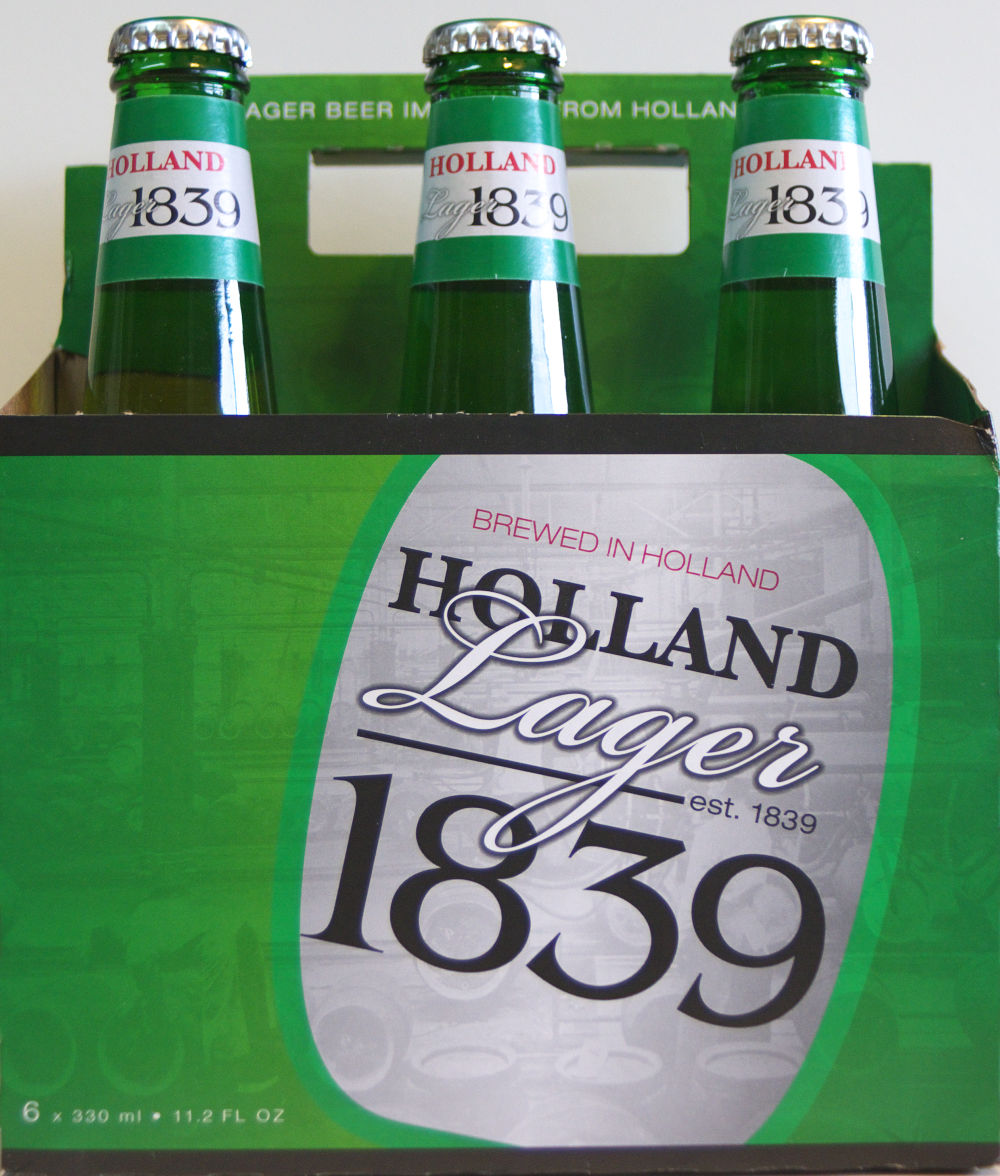 AGER BEER IM FROM HOLLAN
HOLLAND
Lager 1839
HOLLAND
Lager 1839
HOLLAND
Lager 1839
BREWED IN HOLLAND
HOLLAND
Lager
est. 1839
1839
6 x 330 ml • 11.2 FL OZ